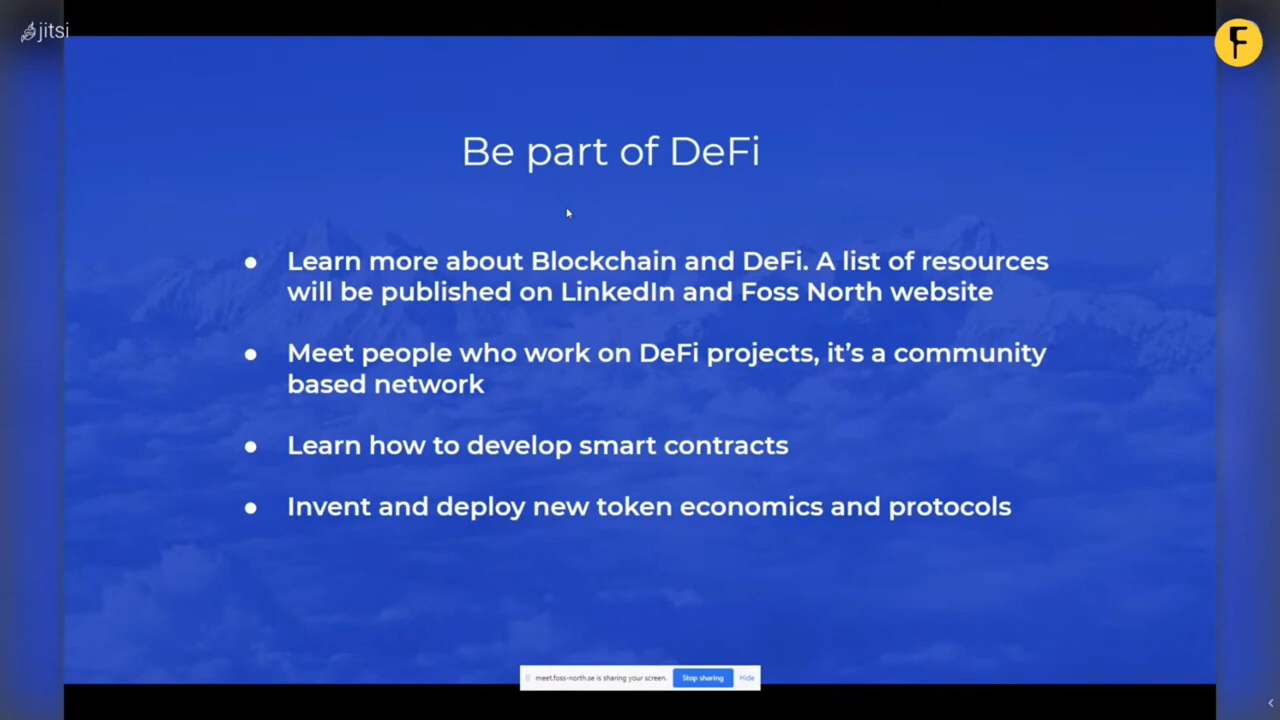 jitsi
F
Be part of DeFi
● Learn more about Blockchain and DeFi. A list of resources
will be published on LinkedIn and Foss North website
● Meet people who work on DeFi projects, it's a community
based network
● Learn how to develop smart contracts
● Invent and deploy new token economics and protocols
meet.foss-north.se is sharing your screen. Stop sharing Hide